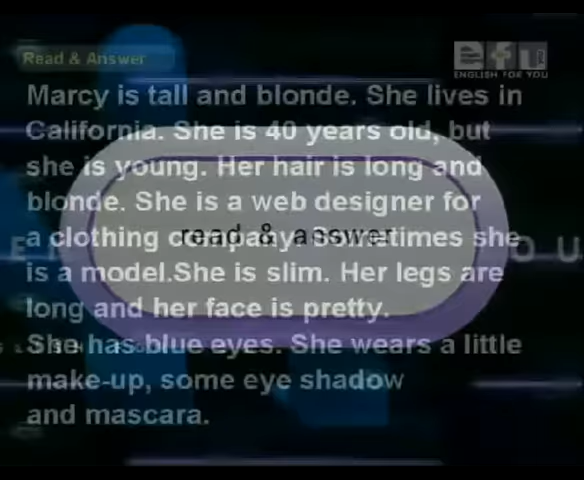 Read & Answer
efu
ENGLISH FOR YOU
Marcy is tall and blonde. She lives in
California. She is 40 years old, but
she is young. Her hair is long and
blonde. She is a web designer for
a clothing company. Sometimes she
is a model.She is slim. Her legs are
long and her face is pretty.
She has blue eyes. She wears a little
make-up, some eye shadow
and mascara.
read & answer
O U